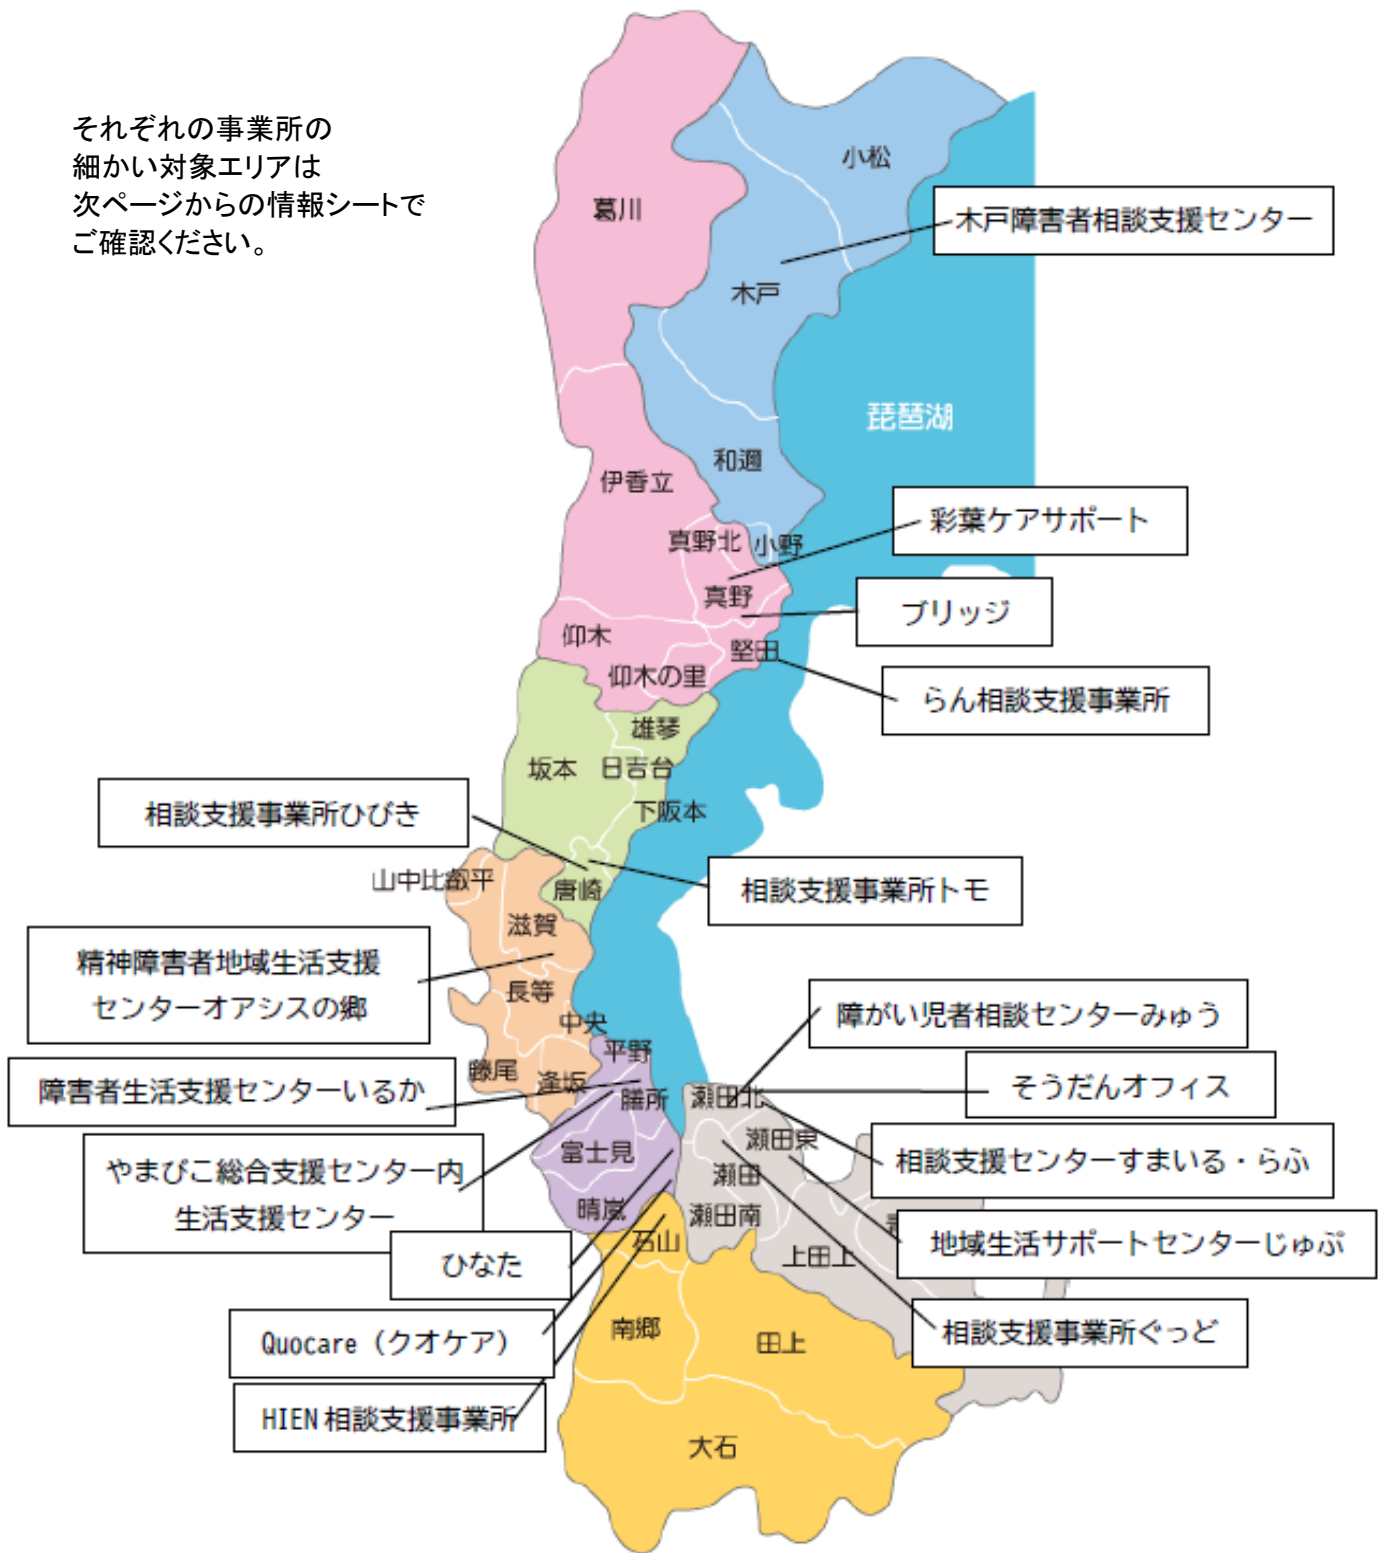 それぞれの事業所の
細かい対象エリアは
次ページからの情報シートで
ご確認ください。
小松
葛川
木戸障害者相談支援センター
木戸
琵琶湖
和邇
伊香立
彩葉ケアサポート
真野北
小野
真野
ブリッジ
仰木
堅田
仰木の里
らん相談支援事業所
雄琴
坂本
日吉台
下阪本
相談支援事業所ひびき
山中比叡平
唐崎
相談支援事業所トモ
滋賀
精神障害者地域生活支援
センターオアシスの郷
長等
中央
障がい児者相談センターみゅう
平野
藤尾
逢坂
障害者生活支援センターいるか
膳所
瀬田北
そうだんオフィス
瀬田東
富士見
やまびこ総合支援センター内
生活支援センター
瀬田
相談支援センターすまいる・らふ
晴嵐
瀬田南
石山
上田上
地域生活サポートセンターじゅぷ
ひなた
南郷
田上
相談支援事業所ぐっど
Quocare（クオケア）
HIEN相談支援事業所
大石